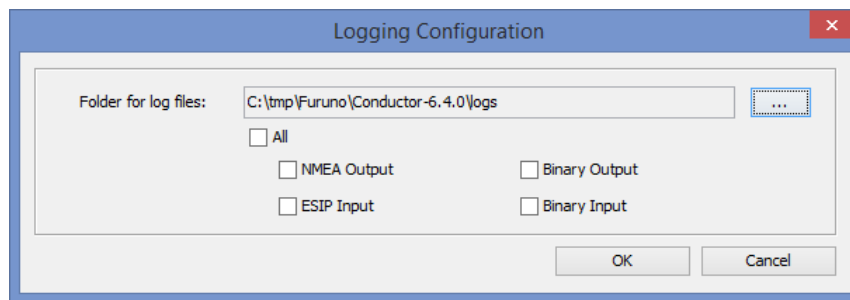 Logging Configuration
Folder for log files: C:\tmp\Furuno\Conductor-6.4.0\logs ...
All
NMEA Output Binary Output
ESIP Input Binary Input
OK Cancel